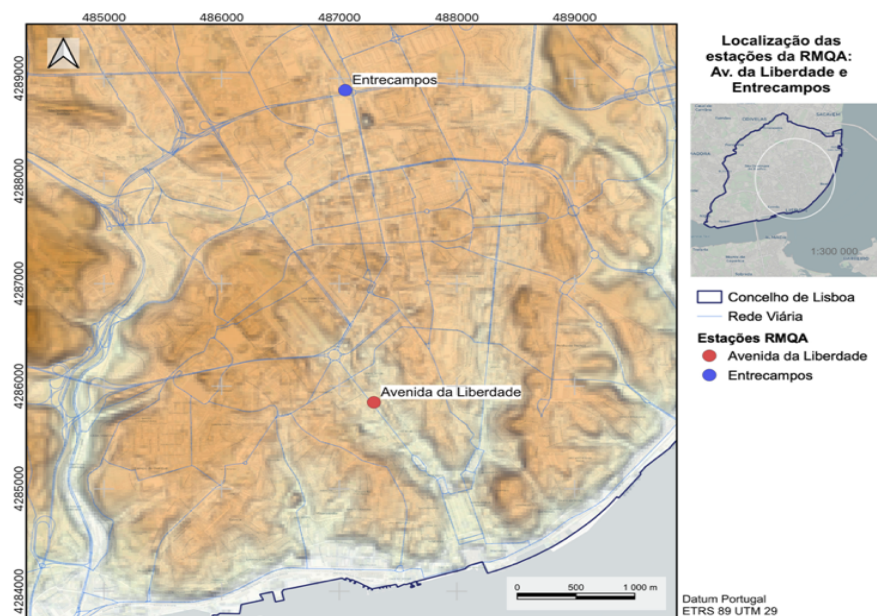 485000
486000
487000
488000
489000
4289000
4288000
4287000
4286000
4285000
4284000
Entrecampos
Avenida da Liberdade
0 500 1 000 m
Localização das
estações da RMQA:
Av. da Liberdade e
Entrecampos
1:300 000
Concelho de Lisboa
Rede Viária
Estações RMQA
Avenida da Liberdade
Entrecampos
Datum Portugal
ETRS 89 UTM 29